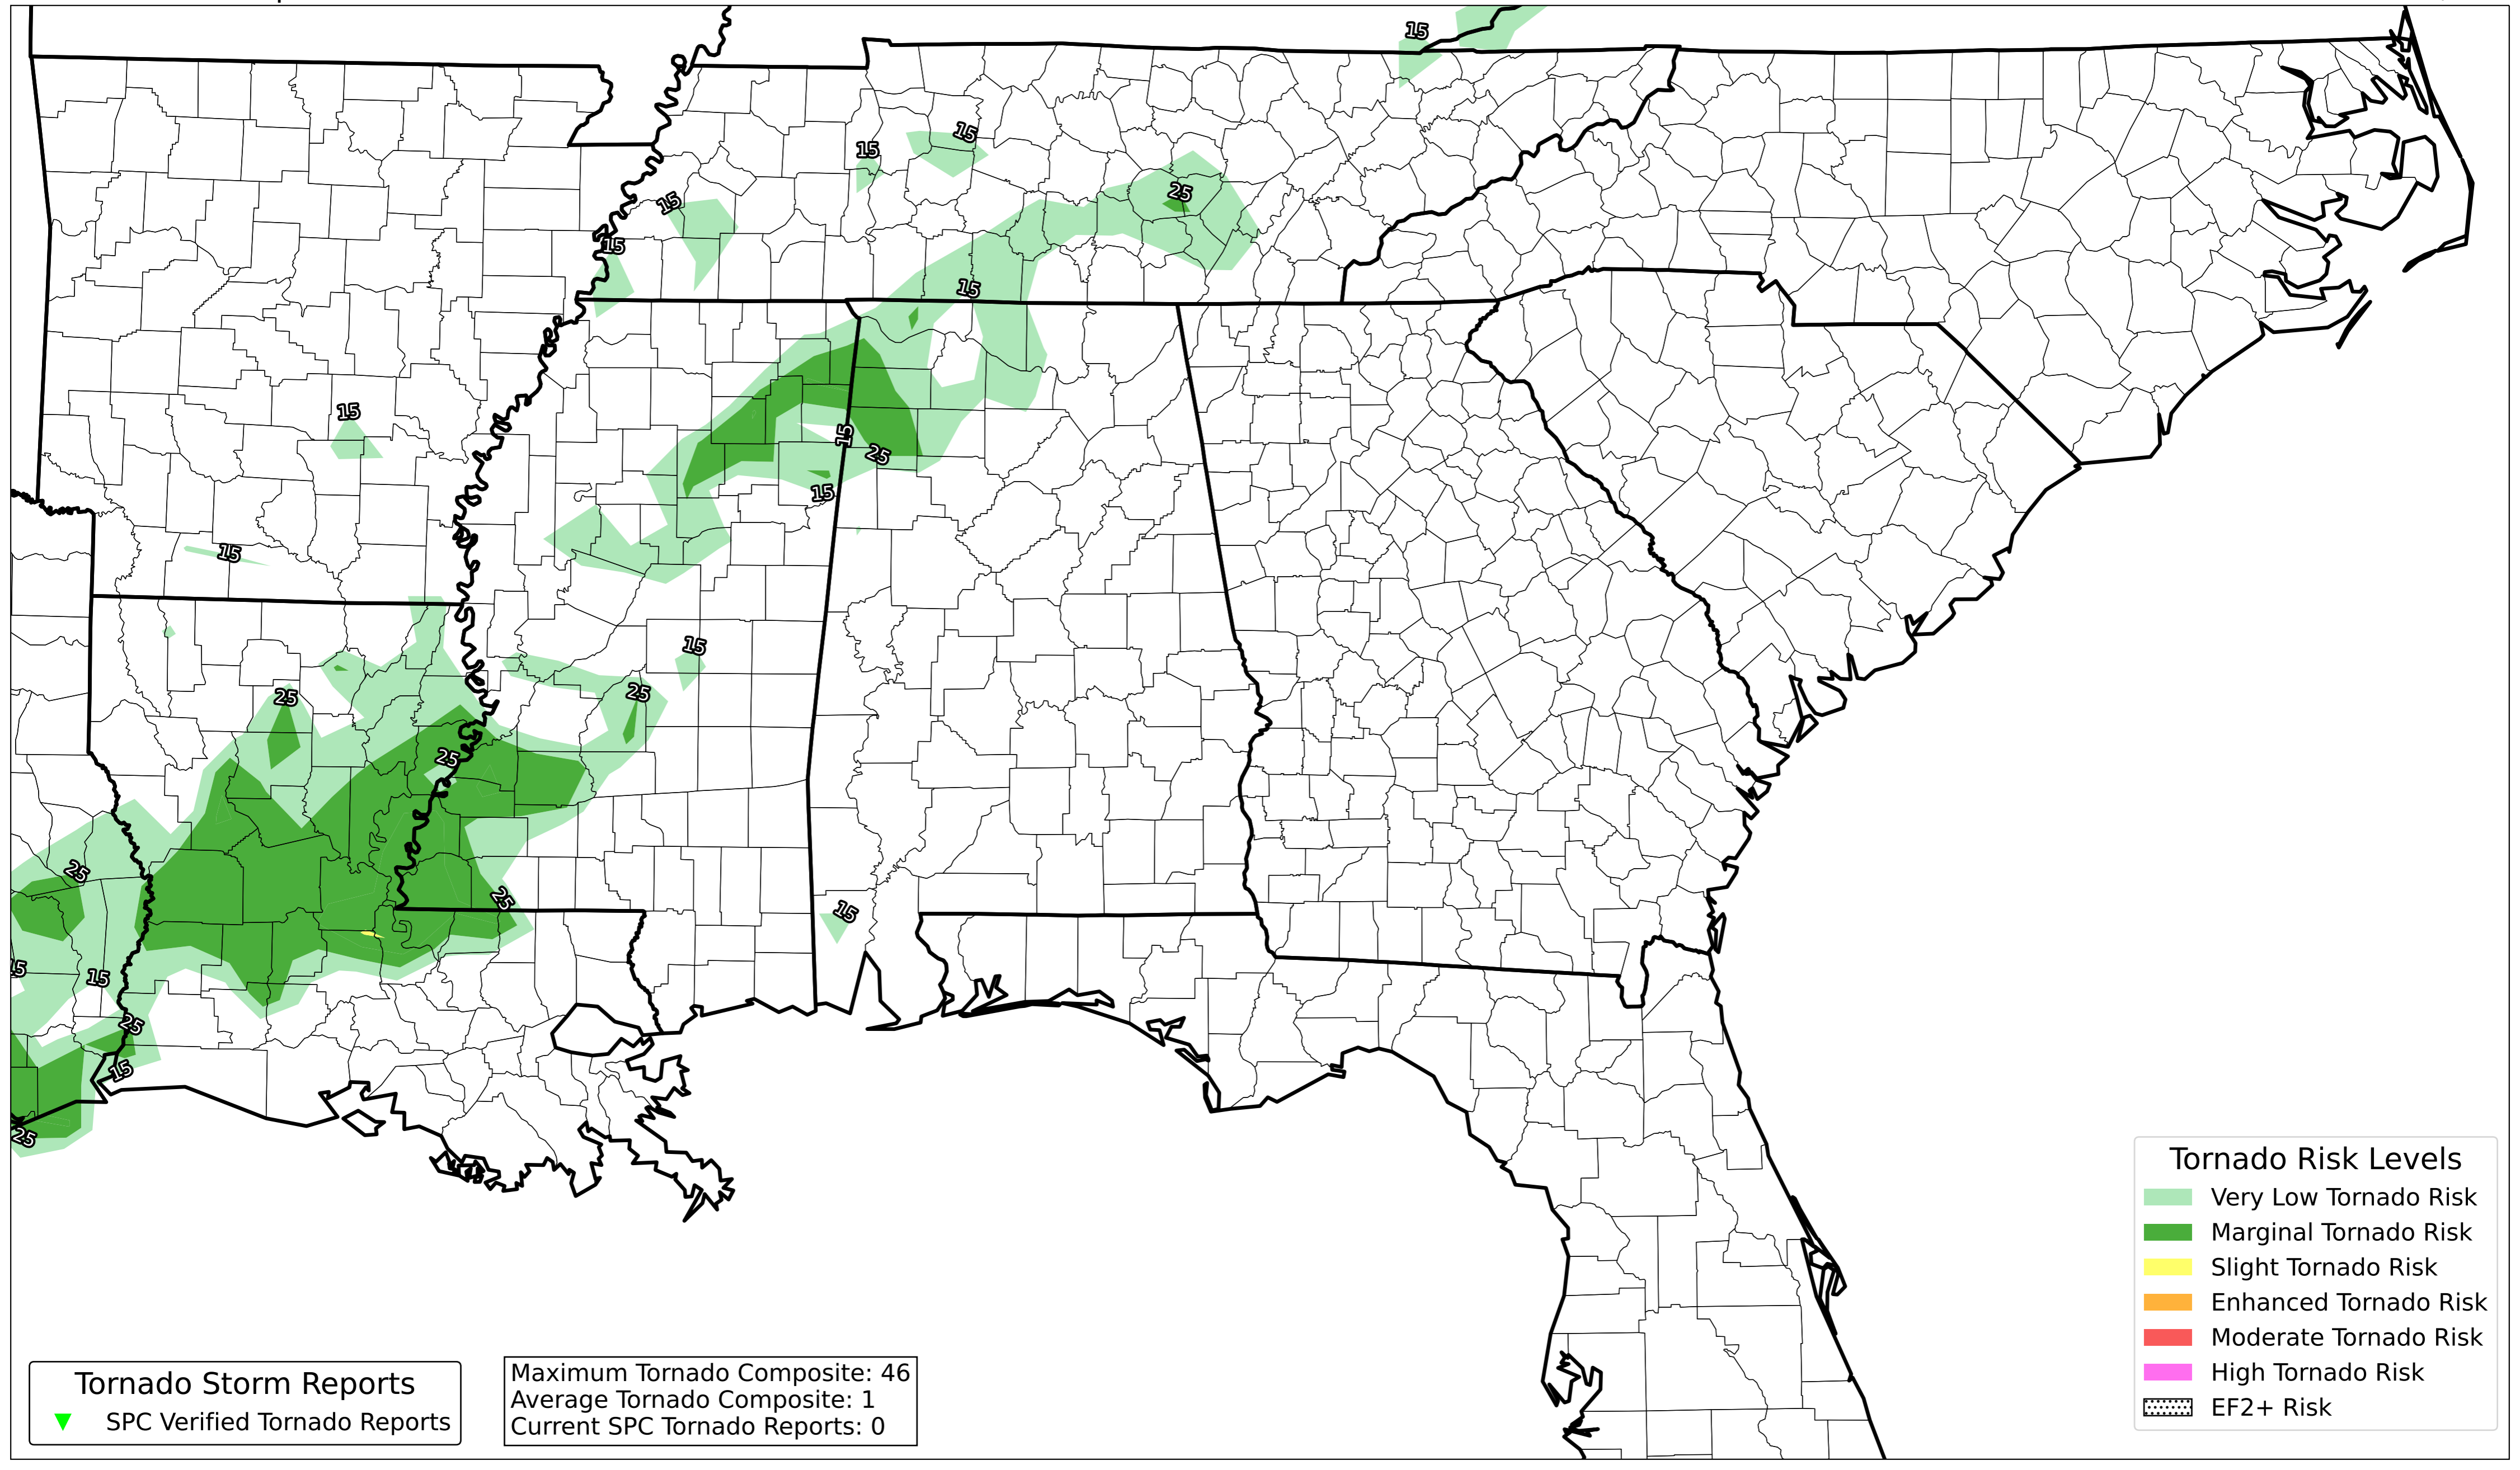 15
15
15
25
15
15
15
15
15
25
15
15
15
25
25
25
25
25
15
15
15
25
15
25
Tornado Risk Levels
Very Low Tornado Risk
Marginal Tornado Risk
Slight Tornado Risk
Enhanced Tornado Risk
Moderate Tornado Risk
High Tornado Risk
EF2+ Risk
Tornado Storm Reports
SPC Verified Tornado Reports
Maximum Tornado Composite: 46
Average Tornado Composite: 1
Current SPC Tornado Reports: 0